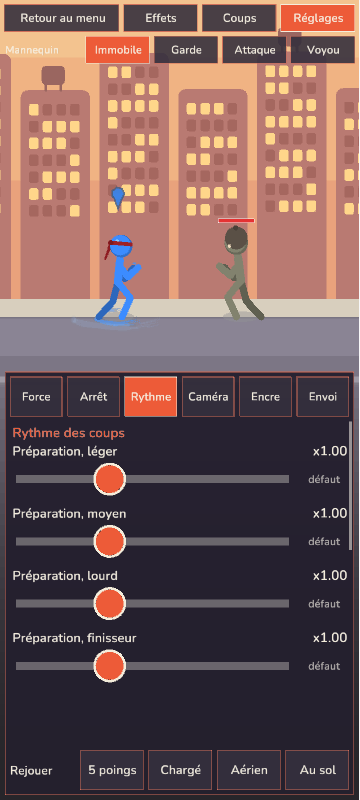 Retour au menu Effets Coups Réglages
Mannequin Immobile Garde Attaque Voyou
Force Arrêt Rythme Caméra Encre Envoi
Rythme des coups
Préparation, léger x1.00
défaut
Préparation, moyen x1.00
défaut
Préparation, lourd x1.00
défaut
Préparation, finisseur x1.00
défaut
Rejouer 5 poings Chargé Aérien Au sol